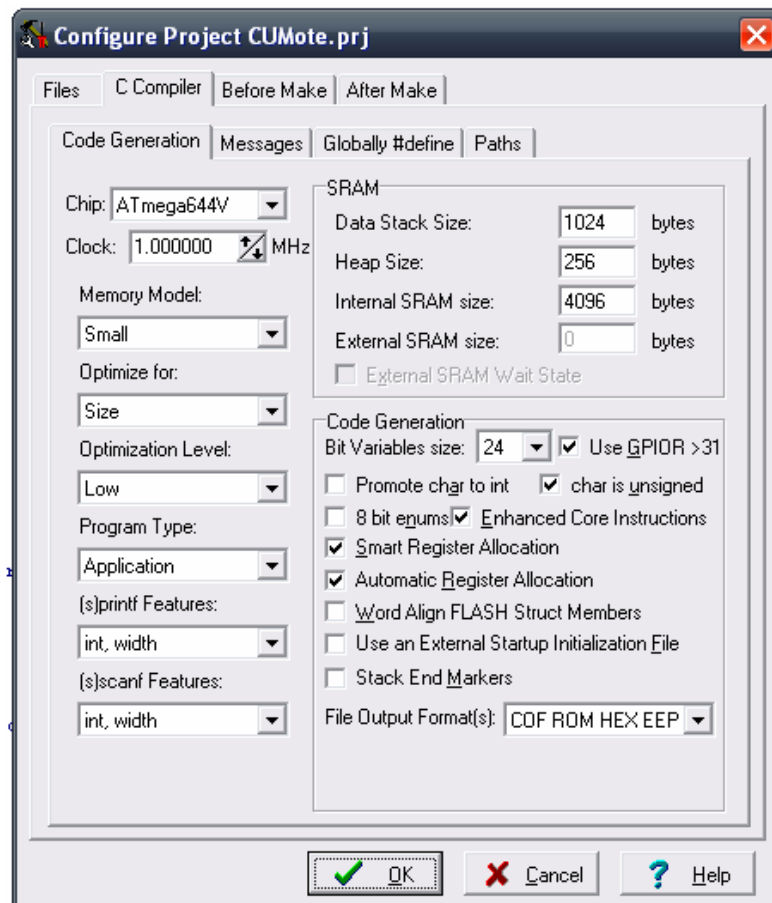 Configure Project CUMote.prj
Files C Compiler Before Make After Make
Code Generation Messages Globally #define Paths
Chip: ATmega644V
Clock: 1.000000 MHz
Memory Model:
Small
Optimize for:
Size
Optimization Level:
Low
Program Type:
Application
(s)printf Features:
int, width
(s)scanf Features:
int, width
SRAM
Data Stack Size: 1024 bytes
Heap Size: 256 bytes
Internal SRAM size: 4096 bytes
External SRAM size: 0 bytes
External SRAM Wait State
Code Generation
Bit Variables size: 24 Use GPIOR >31
Promote char to int char is unsigned
8 bit enums Enhanced Core Instructions
Smart Register Allocation
Automatic Register Allocation
Word Align FLASH Struct Members
Use an External Startup Initialization File
Stack End Markers
File Output Format(s): COF ROM HEX EEP
OK Cancel Help